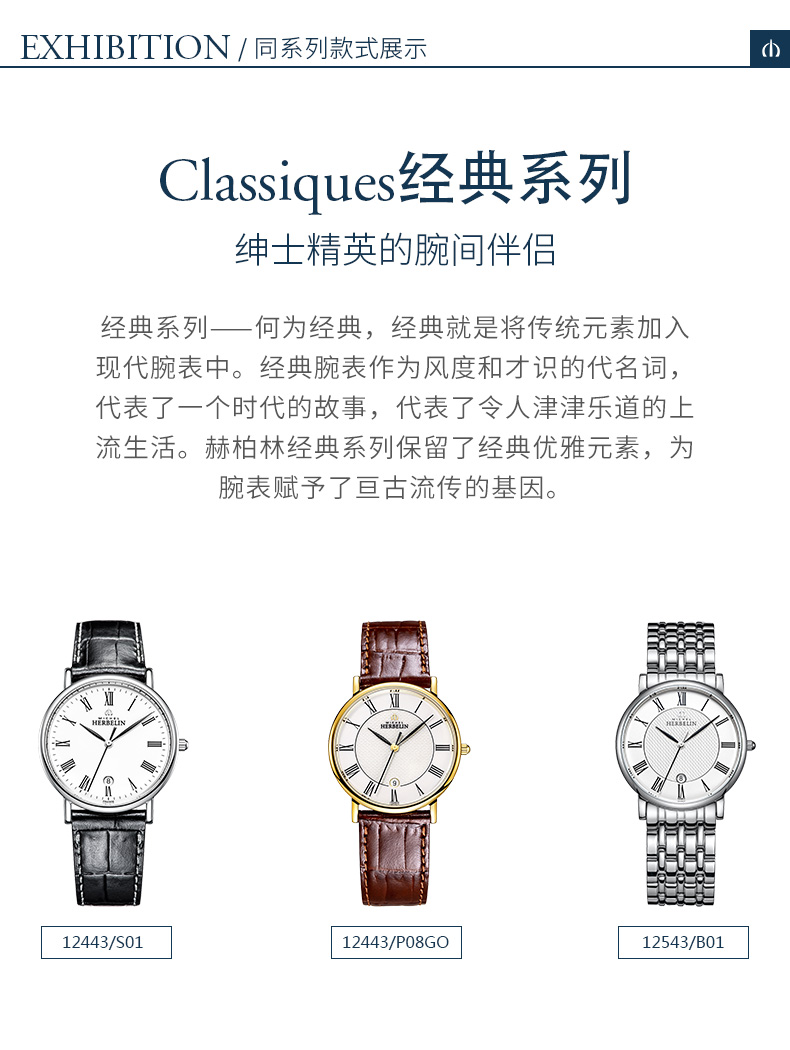 EXHIBITION / 同系列款式展示
Classiques经典系列
绅士精英的腕间伴侣
经典系列——何为经典，经典就是将传统元素加入
现代腕表中。经典腕表作为风度和才识的代名词，
代表了一个时代的故事，代表了令人津津乐道的上
流生活。赫柏林经典系列保留了经典优雅元素，为
腕表赋予了亘古流传的基因。
MICHEL
HERBELIN
MICHEL
HERBELIN
MICHEL
HERBELIN
12443/S01
12443/P08GO
12543/B01